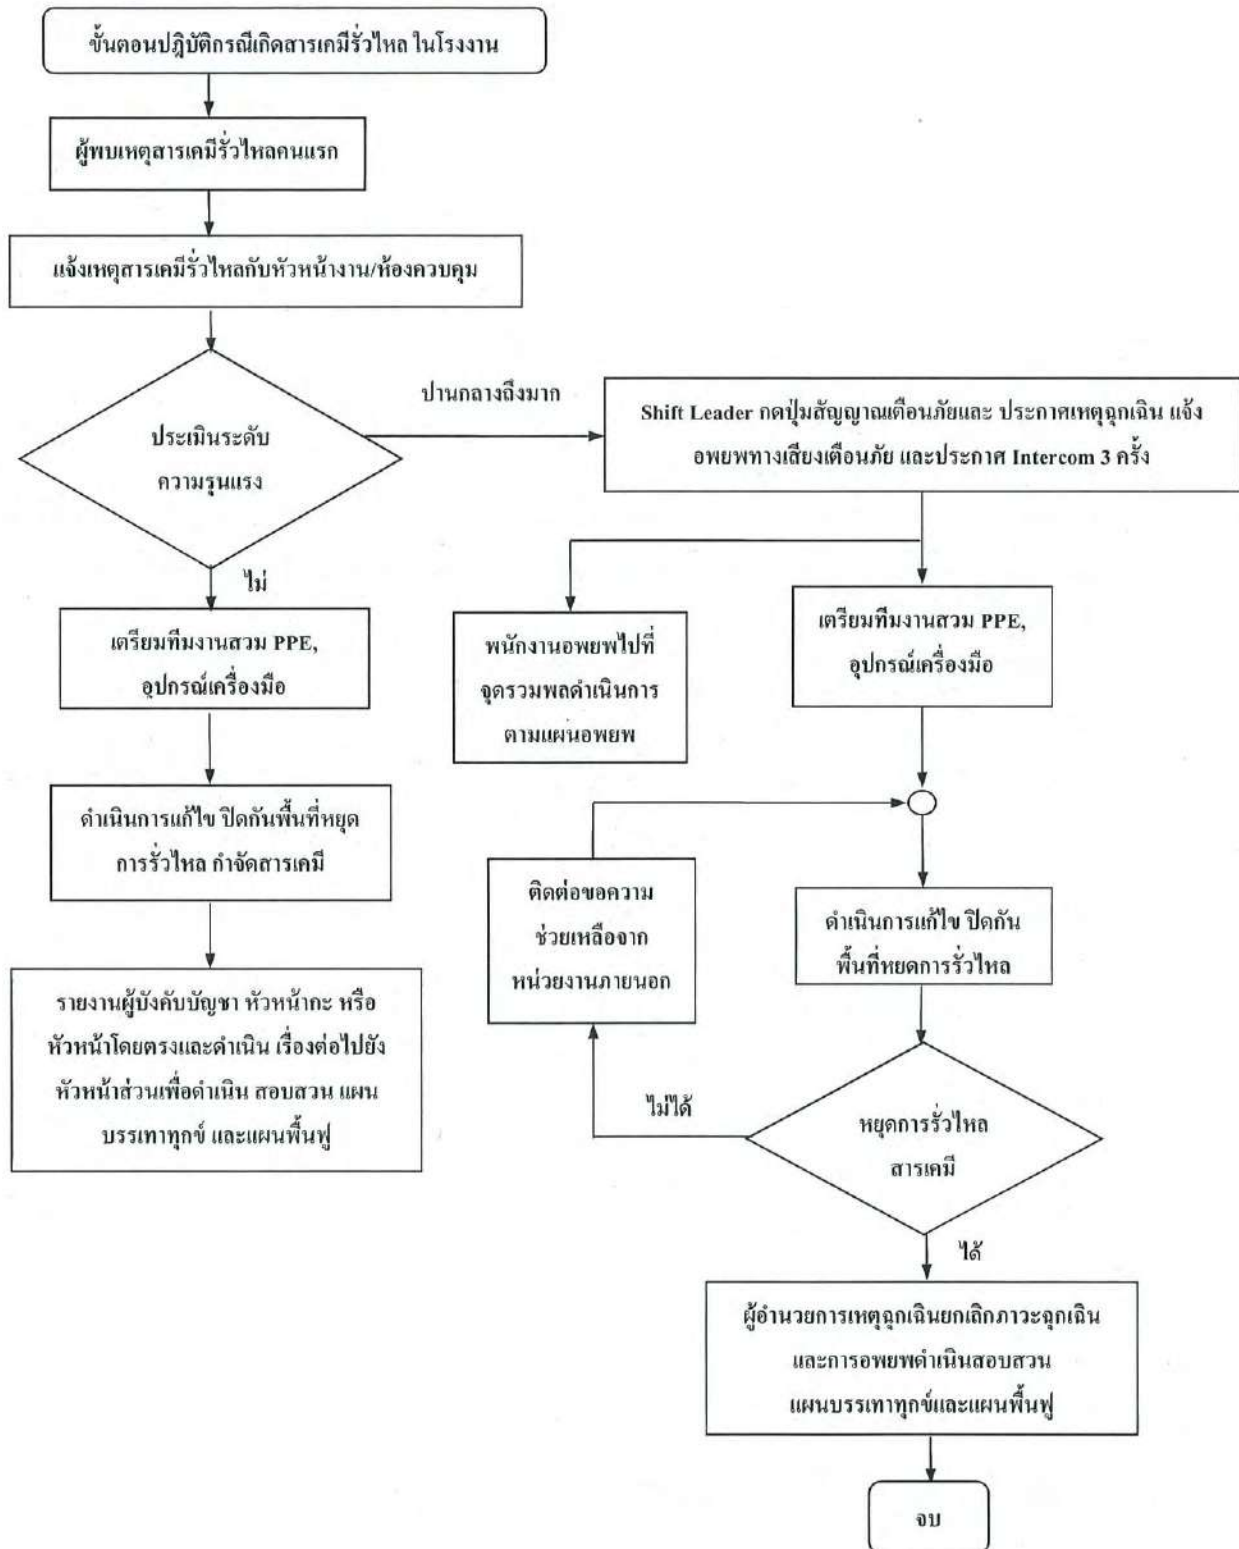 ขั้นตอนปฎิบัติกรณีเกิดสารเคมีรั่วไหล ในโรงงาน
ผู้พบเหตุสารเคมีรั่วไหลคนแรก
แจ้งเหตุสารเคมีรั่วไหลกับหัวหน้างาน/ห้องควบคุม
ประเมินระดับ
ความรุนแรง
ปานกลางถึงมาก
Shift Leader กดปุ่มสัญญาณเตือนภัยและ ประกาศเหตุฉุกเฉิน แจ้ง
อพยพทางเสียงเตือนภัย และประกาศ Intercom 3 ครั้ง
ไม่
เตรียมทีมงานสวม PPE,
อุปกรณ์เครื่องมือ
ดำเนินการแก้ไข ปิดกันพื้นที่หยุด
การรั่วไหล กำจัดสารเคมี
รายงานผู้บังคับบัญชา หัวหน้ากะ หรือ
หัวหน้าโดยตรงและดำเนิน เรื่องต่อไปยัง
หัวหน้าส่วนเพื่อดำเนิน สอบสวน แผน
บรรเทาทุกข์ และแผนฟื้นฟู
พนักงานอพยพไปที่
จุดรวมพลดำเนินการ
ตามแผนอพยพ
เตรียมทีมงานสวม PPE,
อุปกรณ์เครื่องมือ
ติดต่อขอความ
ช่วยเหลือจาก
หน่วยงานภายนอก
ดำเนินการแก้ไข ปิดกัน
พื้นที่หยดการรั่วไหล
ไม่ได้
หยุดการรั่วไหล
สารเคมี
ได้
ผู้อำนวยการเหตุฉุกเฉินยกเลิกภาวะฉุกเฉิน
และการอพยพดำเนินสอบสวน
แผนบรรเทาทุกข์และแผนฟื้นฟู
จบ